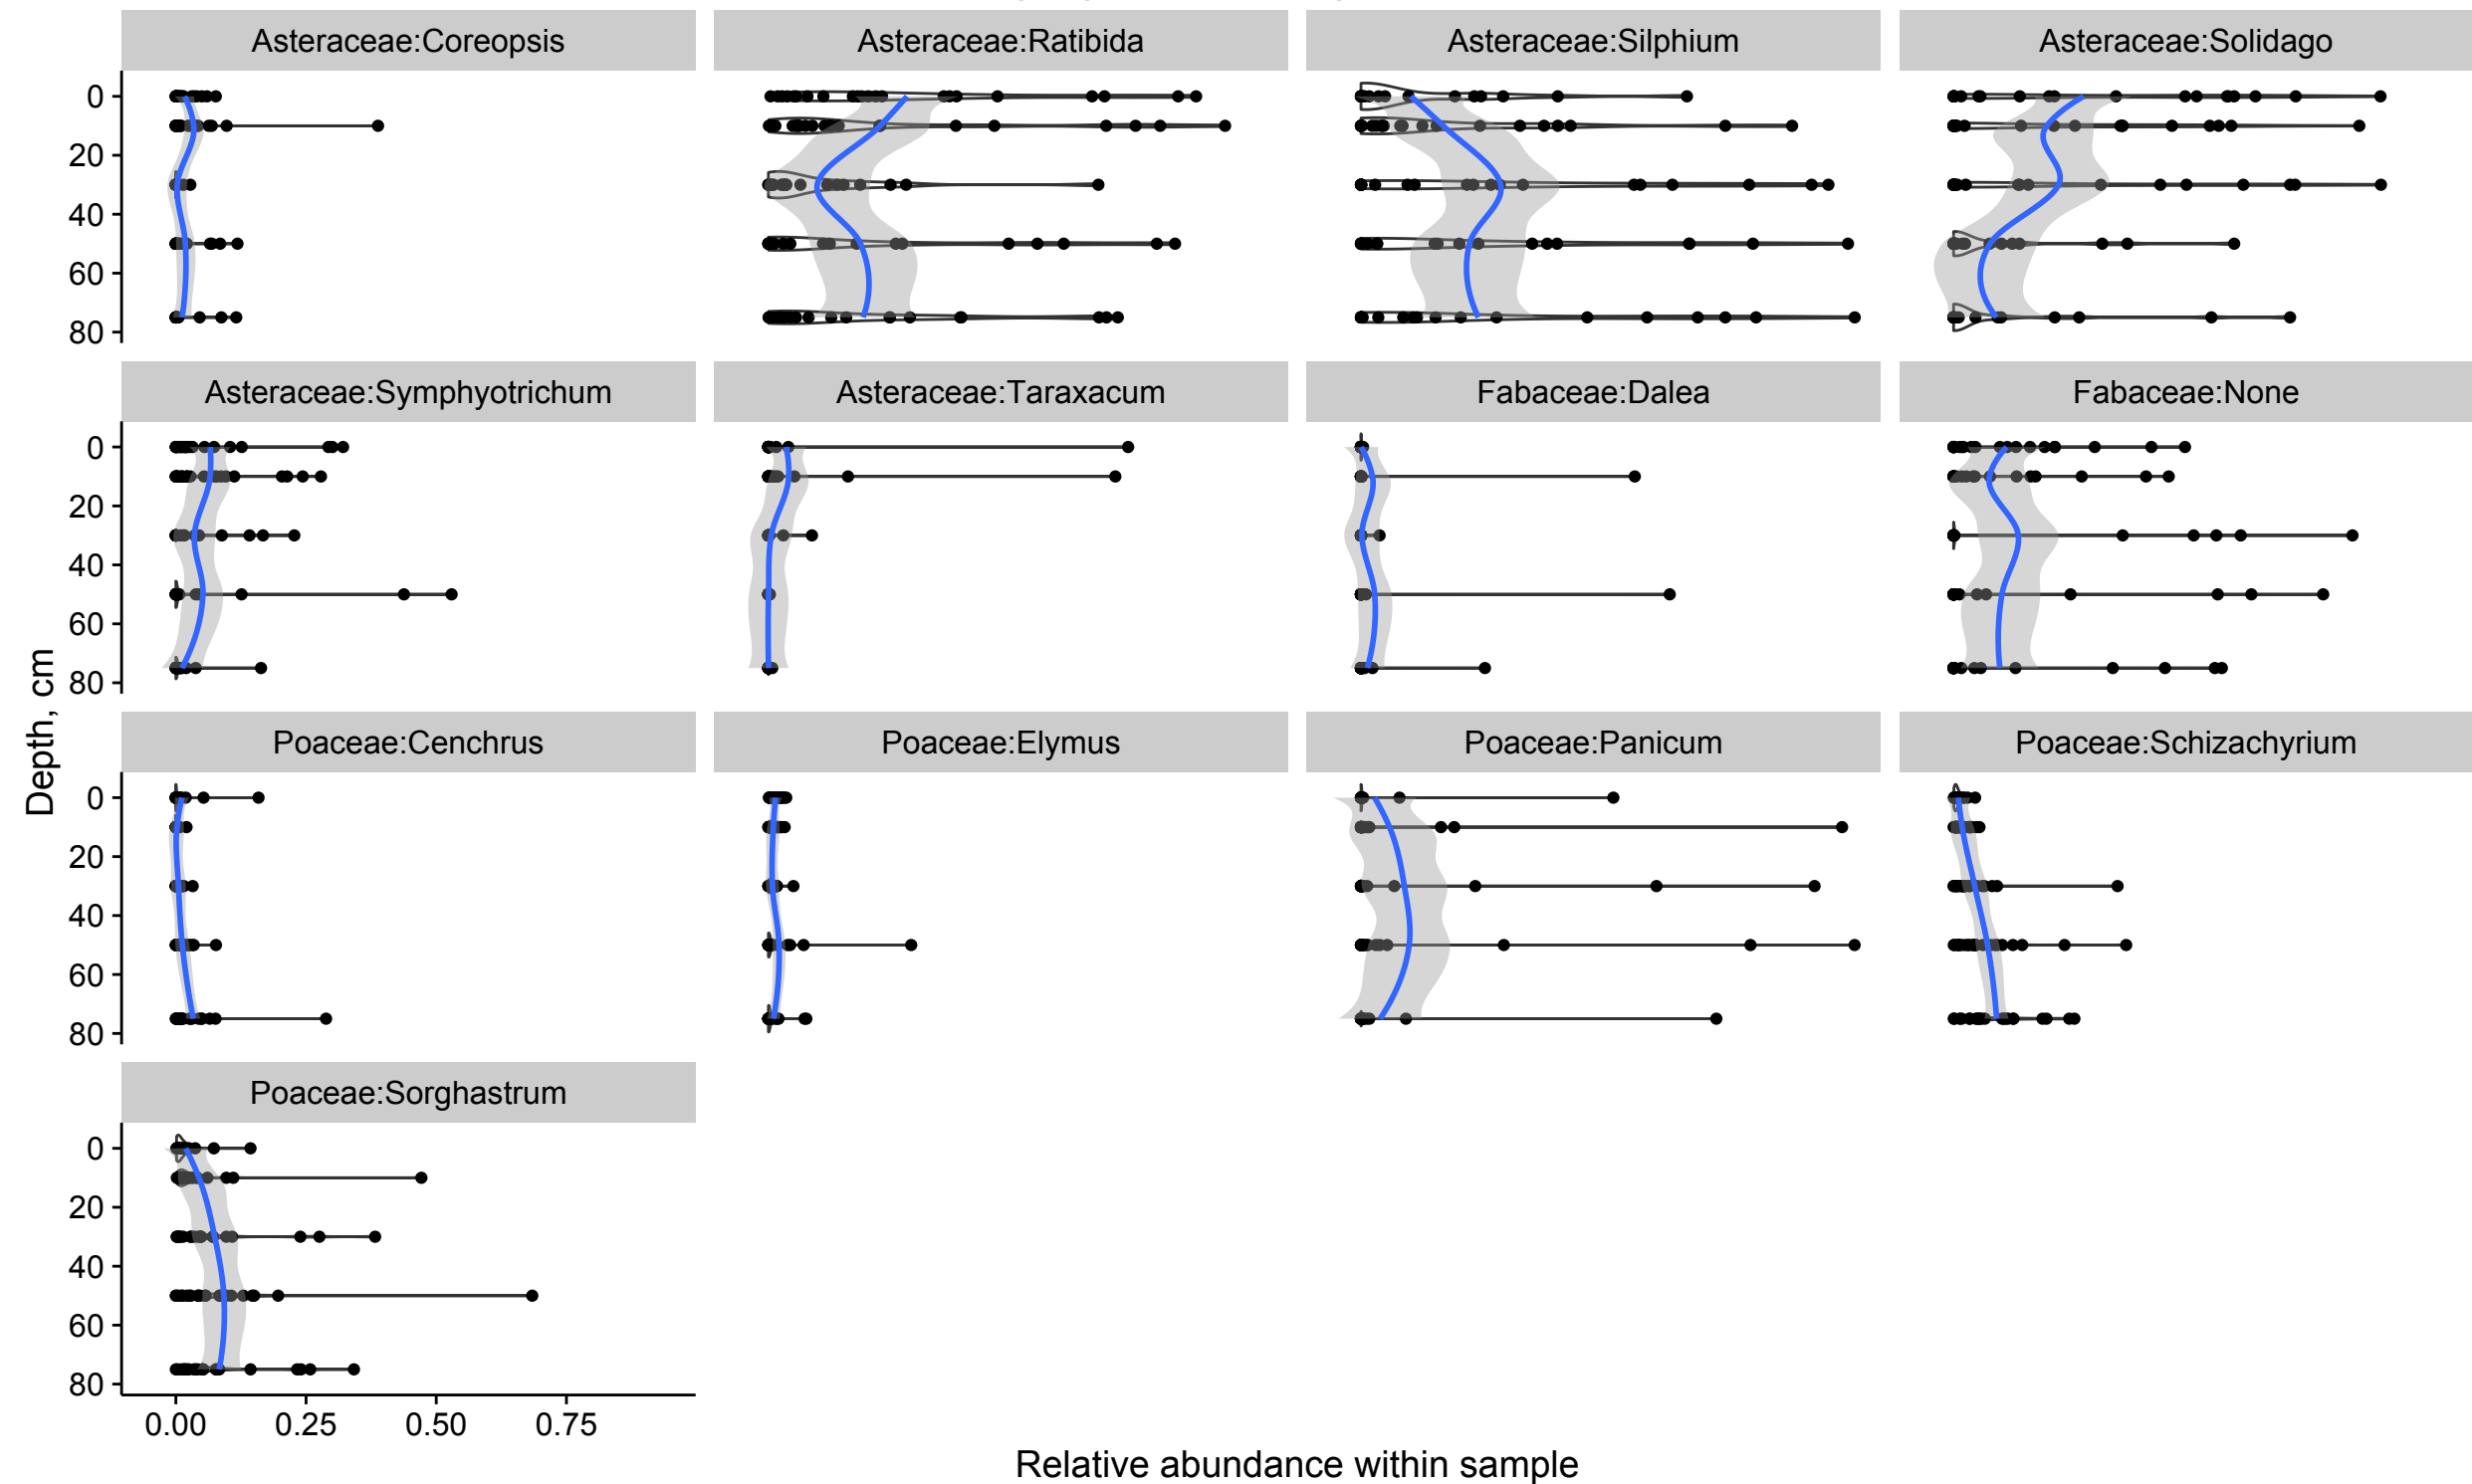 Asteraceae:Coreopsis Asteraceae:Ratibida Asteraceae:Silphium Asteraceae:Solidago
0
20
40
60
80
Asteraceae:Symphyotrichum Asteraceae:Taraxacum Fabaceae:Dalea Fabaceae:None
0
20
40
60
80
Depth, cm
Poaceae:Cenchrus Poaceae:Elymus Poaceae:Panicum Poaceae:Schizachyrium
0
20
40
60
80
Poaceae:Sorghastrum
0
20
40
60
80
0.00 0.25 0.50 0.75
Relative abundance within sample